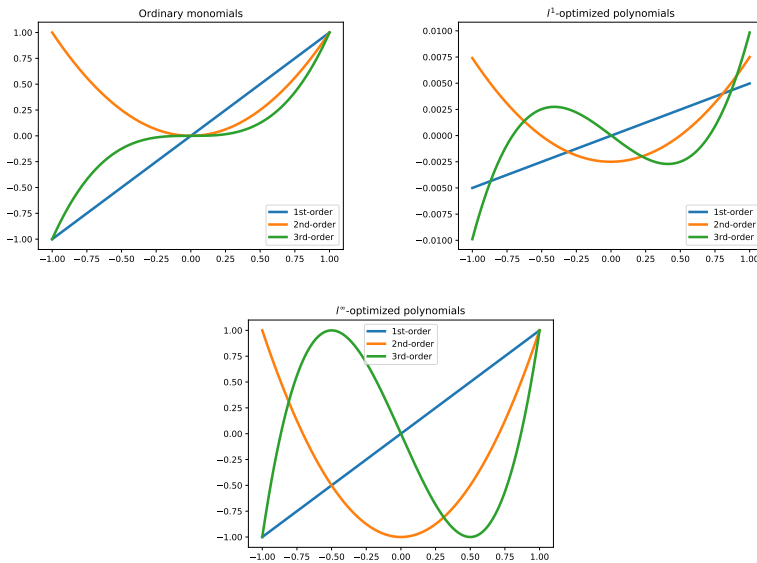 Ordinary monomials
1.00
0.75
0.50
0.25
0.00
−0.25
−0.50
−0.75
−1.00
1st-order
2nd-order
3rd-order
−1.00 −0.75 −0.50 −0.25 0.00 0.25 0.50 0.75 1.00
l¹-optimized polynomials
0.0100
0.0075
0.0050
0.0025
0.0000
−0.0025
−0.0050
−0.0075
−0.0100
1st-order
2nd-order
3rd-order
−1.00 −0.75 −0.50 −0.25 0.00 0.25 0.50 0.75 1.00
l∞-optimized polynomials
1.00
0.75
0.50
0.25
0.00
−0.25
−0.50
−0.75
−1.00
1st-order
2nd-order
3rd-order
−1.00 −0.75 −0.50 −0.25 0.00 0.25 0.50 0.75 1.00